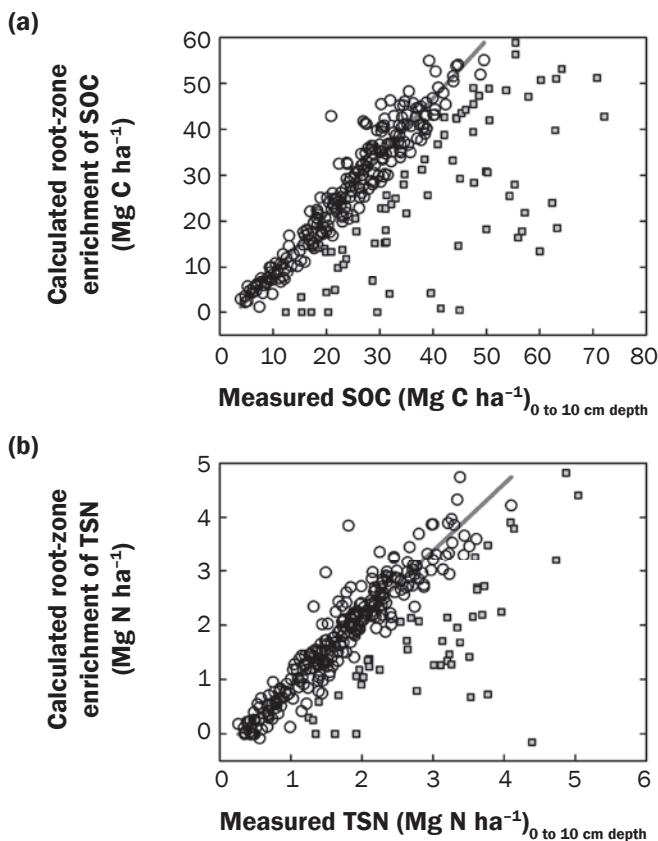 (a)
Calculated root-zone
enrichment of SOC
(Mg C ha⁻¹)
60
50
40
30
20
10
0
0 10 20 30 40 50 60 70 80
Measured SOC (Mg C ha⁻¹)0 to 10 cm depth
(b)
Calculated root-zone
enrichment of TSN
(Mg N ha⁻¹)
5
4
3
2
1
0
0 1 2 3 4 5 6
Measured TSN (Mg N ha⁻¹)0 to 10 cm depth